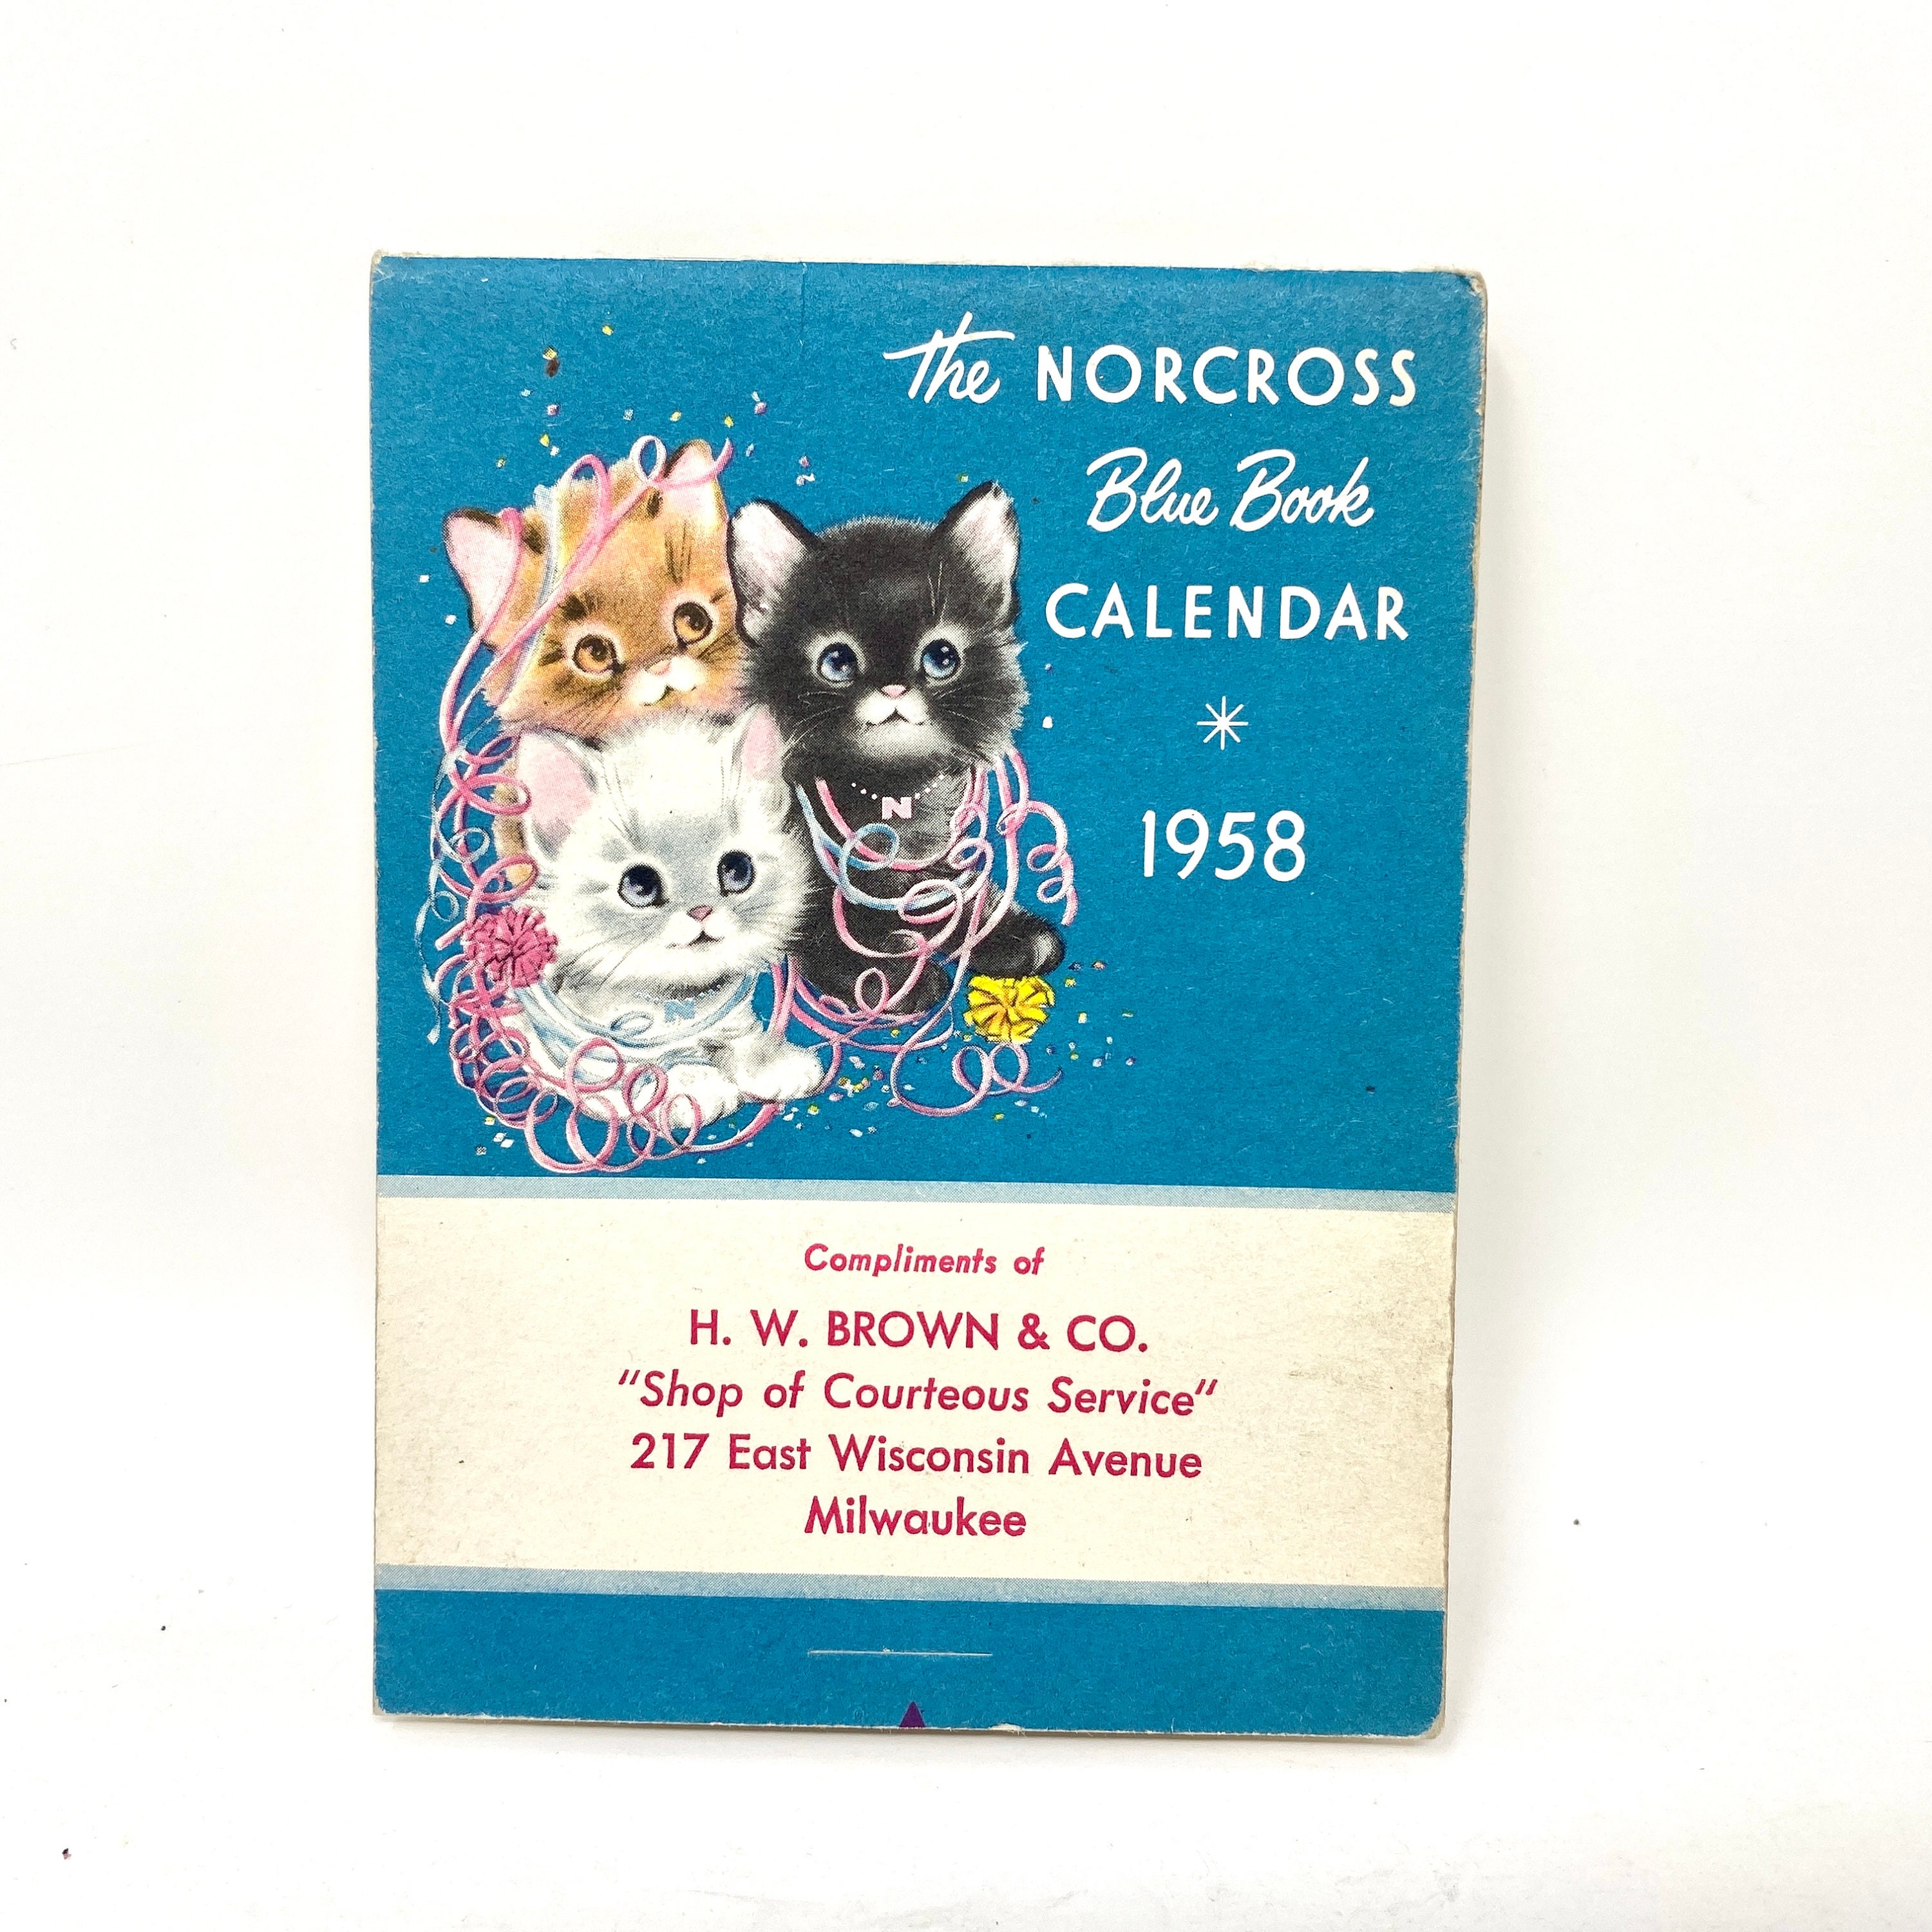 The NORCROSS
Blue Book
CALENDAR
1958
N
N
Compliments of
H. W. BROWN & CO.
"Shop of Courteous Service"
217 East Wisconsin Avenue
Milwaukee